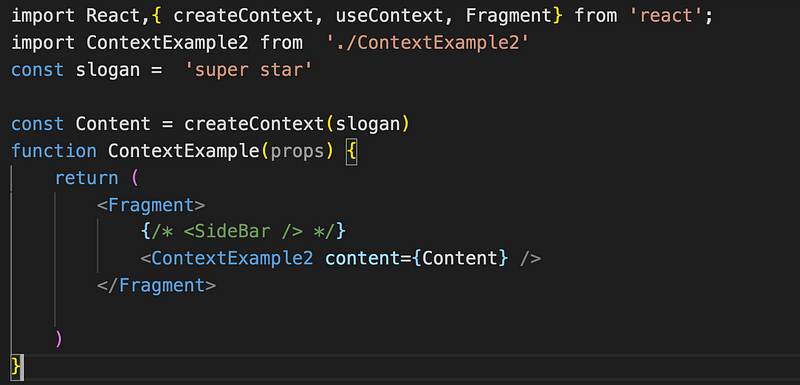 import React,{ createContext, useContext, Fragment} from 'react';
import ContextExample2 from  './ContextExample2'
const slogan =  'super star'
const Content = createContext(slogan)
function ContextExample(props) {
return (
<Fragment>
{/* <SideBar /> */}
<ContextExample2 content={Content} />
</Fragment>
)
}